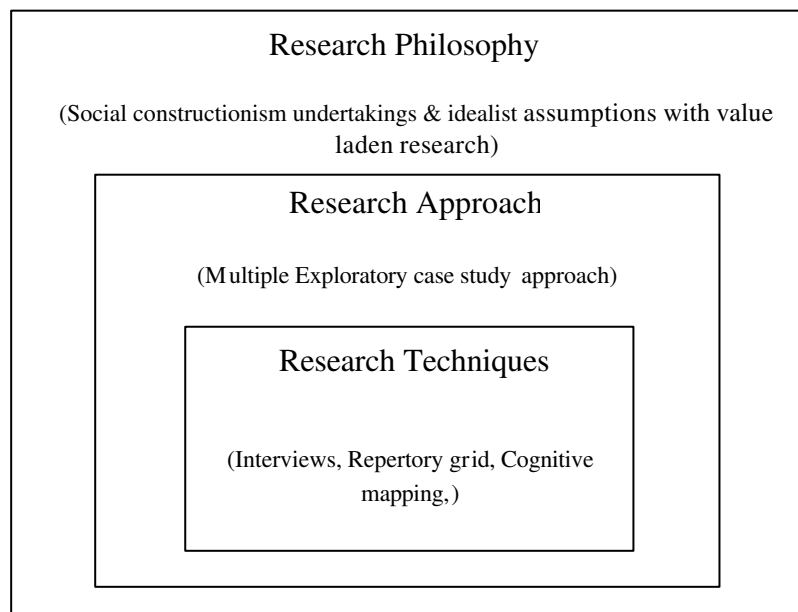 Research Philosophy
(Social constructionism undertakings & idealist assumptions with value
laden research)
Research Approach
(Multiple Exploratory case study approach)
Research Techniques
(Interviews, Repertory grid, Cognitive
mapping,)